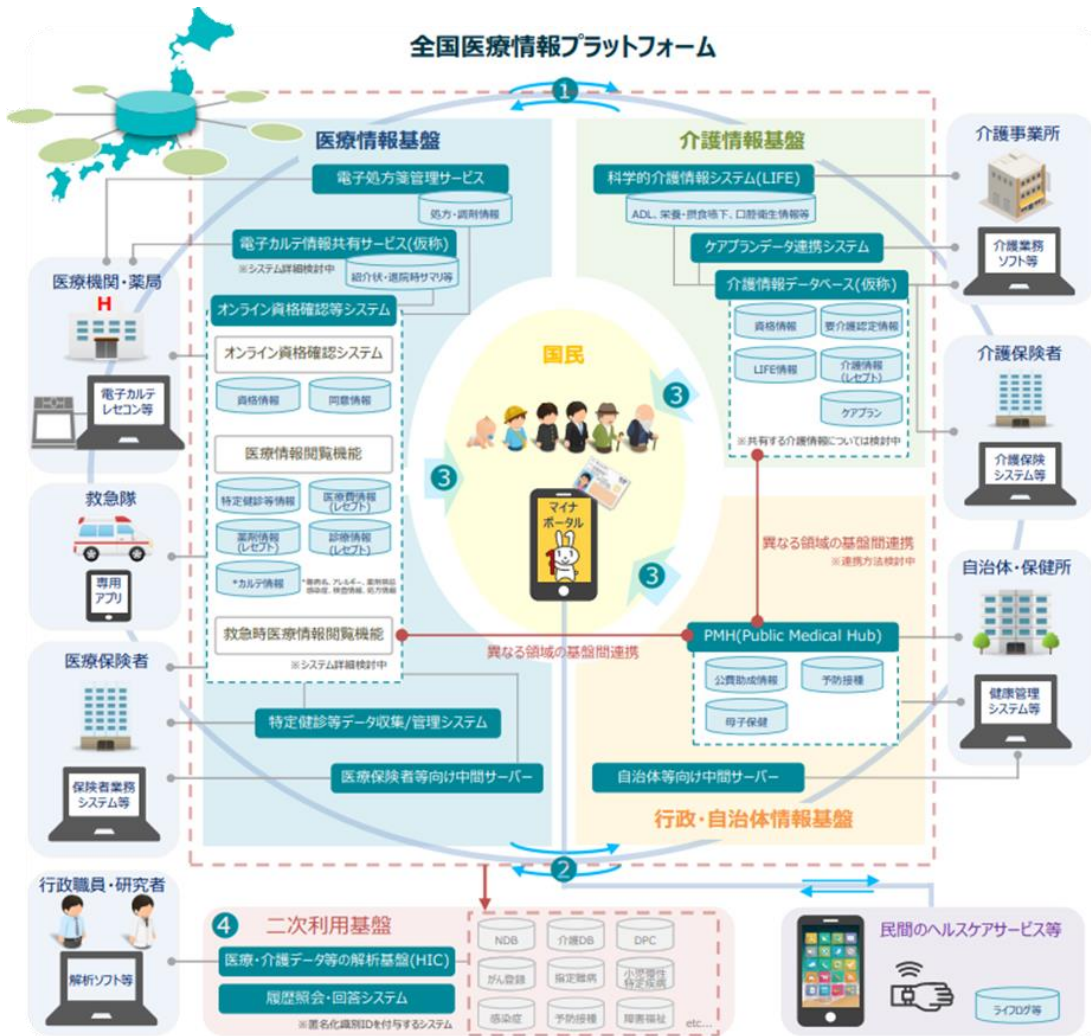 全国医療情報プラットフォーム
❶
医療情報基盤
電子処方箋管理サービス
処方・調剤情報
電子カルテ情報共有サービス(仮称)
※システム詳細検討中
紹介状・退院時サマリ等
オンライン資格確認等システム
オンライン資格確認システム
資格情報
同意情報
医療情報閲覧機能
特定健診等情報
医療費情報
(レセプト)
薬剤情報
(レセプト)
診療情報
(レセプト)
*カルテ情報
*傷病名、アレルギー、薬剤禁忌
感染症、検査情報、処方情報
救急時医療情報閲覧機能
※システム詳細検討中
特定健診等データ収集/管理システム
医療保険者等向け中間サーバー
介護情報基盤
科学的介護情報システム(LIFE)
ADL、栄養・摂食嚥下、口腔衛生情報等
ケアプランデータ連携システム
介護情報データベース(仮称)
資格情報
要介護認定情報
LIFE情報
介護情報
(レセプト)
ケアプラン
※共有する介護情報については検討中
国民
❸
❸
❸
マイナ
ポータル
異なる領域の基盤間連携
※連携方法検討中
異なる領域の基盤間連携
PMH(Public Medical Hub)
公費助成情報
予防接種
母子保健
自治体等向け中間サーバー
行政・自治体情報基盤
❷
医療機関・薬局
H
電子カルテ
レセコン等
救急隊
専用
アプリ
医療保険者
保険者業務
システム等
行政職員・研究者
解析ソフト等
介護事業所
介護業務
ソフト等
介護保険者
介護保険
システム等
自治体・保健所
健康管理
システム等
❹ 二次利用基盤
医療・介護データ等の解析基盤(HIC)
履歴照会・回答システム
※匿名化識別IDを付与するシステム
NDB
介護DB
DPC
がん登録
指定難病
小児慢性
特定疾病
感染症
予防接種
障害福祉
etc...
民間のヘルスケアサービス等
ライフログ等